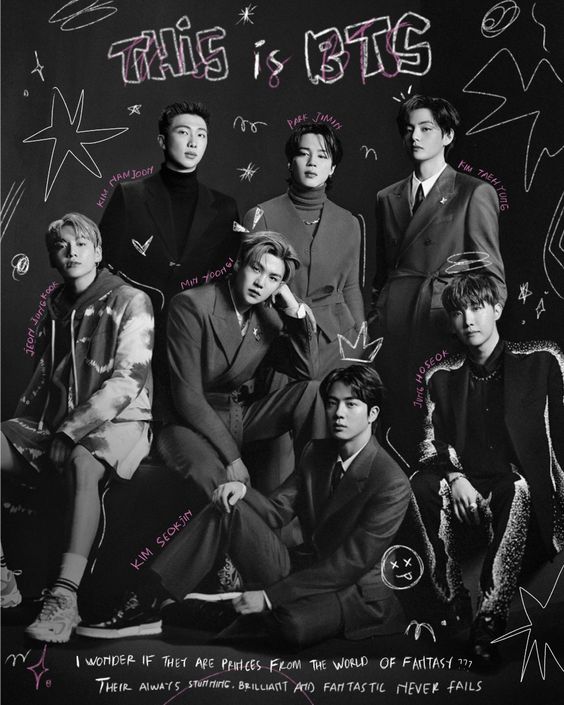 THiS is BTS
PARK JIMIN
KIM NAMJOON
KIM TAEHYUNG
MIN YOONGI
JEON JUNGKOOK
JUNG HOSEOK
KIM SEOKJIN
I WONDER IF THEY ARE PRINCES FROM THE WORLD OF FANTASY ???
THEIR ALWAYS STUNNING, BRILLIANT AND FANTASTIC NEVER FAILS